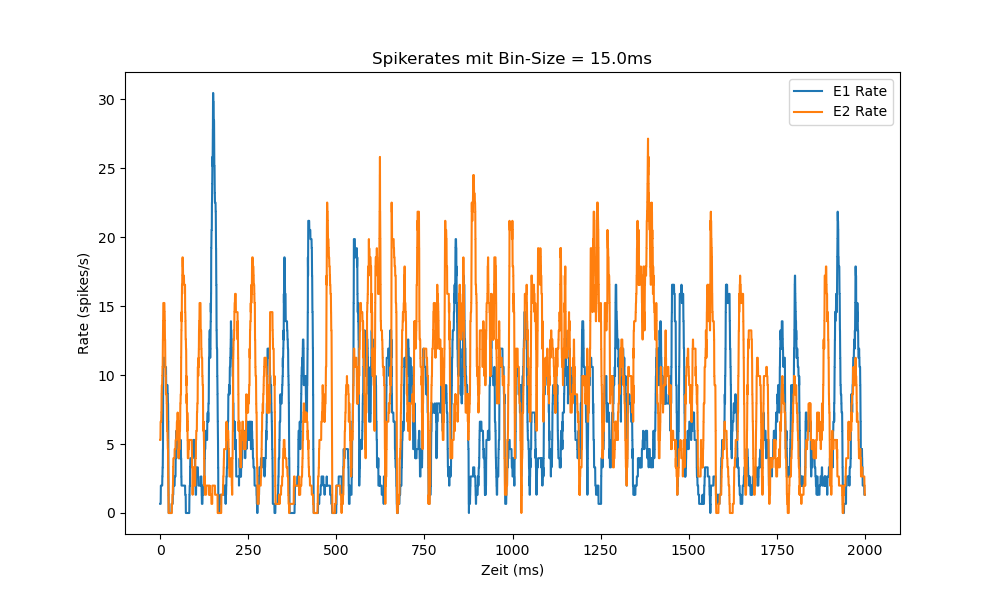 Spikerates mit Bin-Size = 15.0ms
E1 Rate
E2 Rate
30
25
20
15
10
5
0
Rate (spikes/s)
0 250 500 750 1000 1250 1500 1750 2000
Zeit (ms)